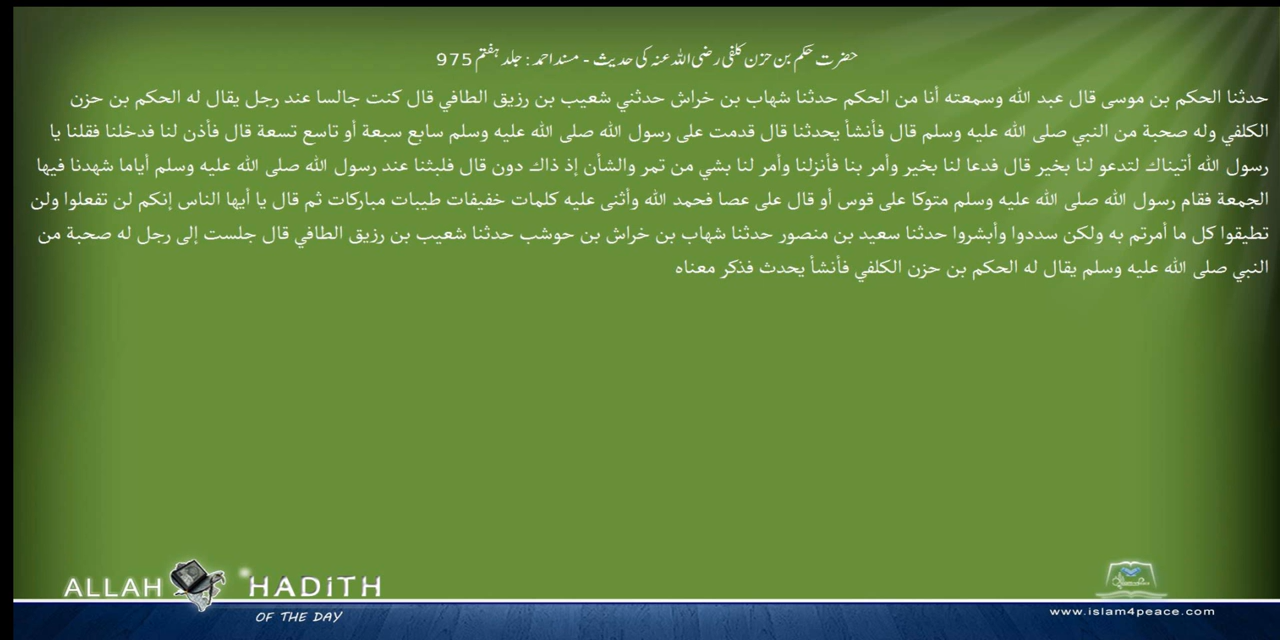 حضرت حکم بن حزن کلفی رضی اللہ عنہ کی حدیث - مسند احمد : جلد ہفتم 975
حدثنا الحكم بن موسى قال عبد الله وسمعته أنا من الحكم حدثنا شهاب بن خراش حدثني شعيب بن رزيق الطافي قال كنت جالسا عند رجل يقال له الحكم بن حزن
الكلفي وله صحبة من النبي صلى الله عليه وسلم قال فأنشأ يحدثنا قال قدمت على رسول الله صلى الله عليه وسلم سابع سبعة أو تاسع تسعة قال فأذن لنا فدخلنا فقلنا يا
رسول الله أتيناك لتدعو لنا بخير قال فدعا لنا بخير وأمر بنا فأنزلنا وأمر لنا بشي من تمر والشأن إذ ذاك دون قال فلبثنا عند رسول الله صلى الله عليه وسلم أياما شهدنا فيها
الجمعة فقام رسول الله صلى الله عليه وسلم متوكا على قوس أو قال على عصا فحمد الله وأثنى عليه كلمات خفيفات طيبات مباركات ثم قال يا أيها الناس إنكم لن تفعلوا ولن
تطيقوا كل ما أمرتم به ولكن سددوا وأبشروا حدثنا سعيد بن منصور حدثنا شهاب بن خراش بن حوشب حدثنا شعيب بن رزيق الطافي قال جلست إلى رجل له صحبة من
النبي صلى الله عليه وسلم يقال له الحكم بن حزن الكلفي فأنشأ يحدث فذكر معناه
ALLAH HADITH
OF THE DAY
www.islam4peace.com